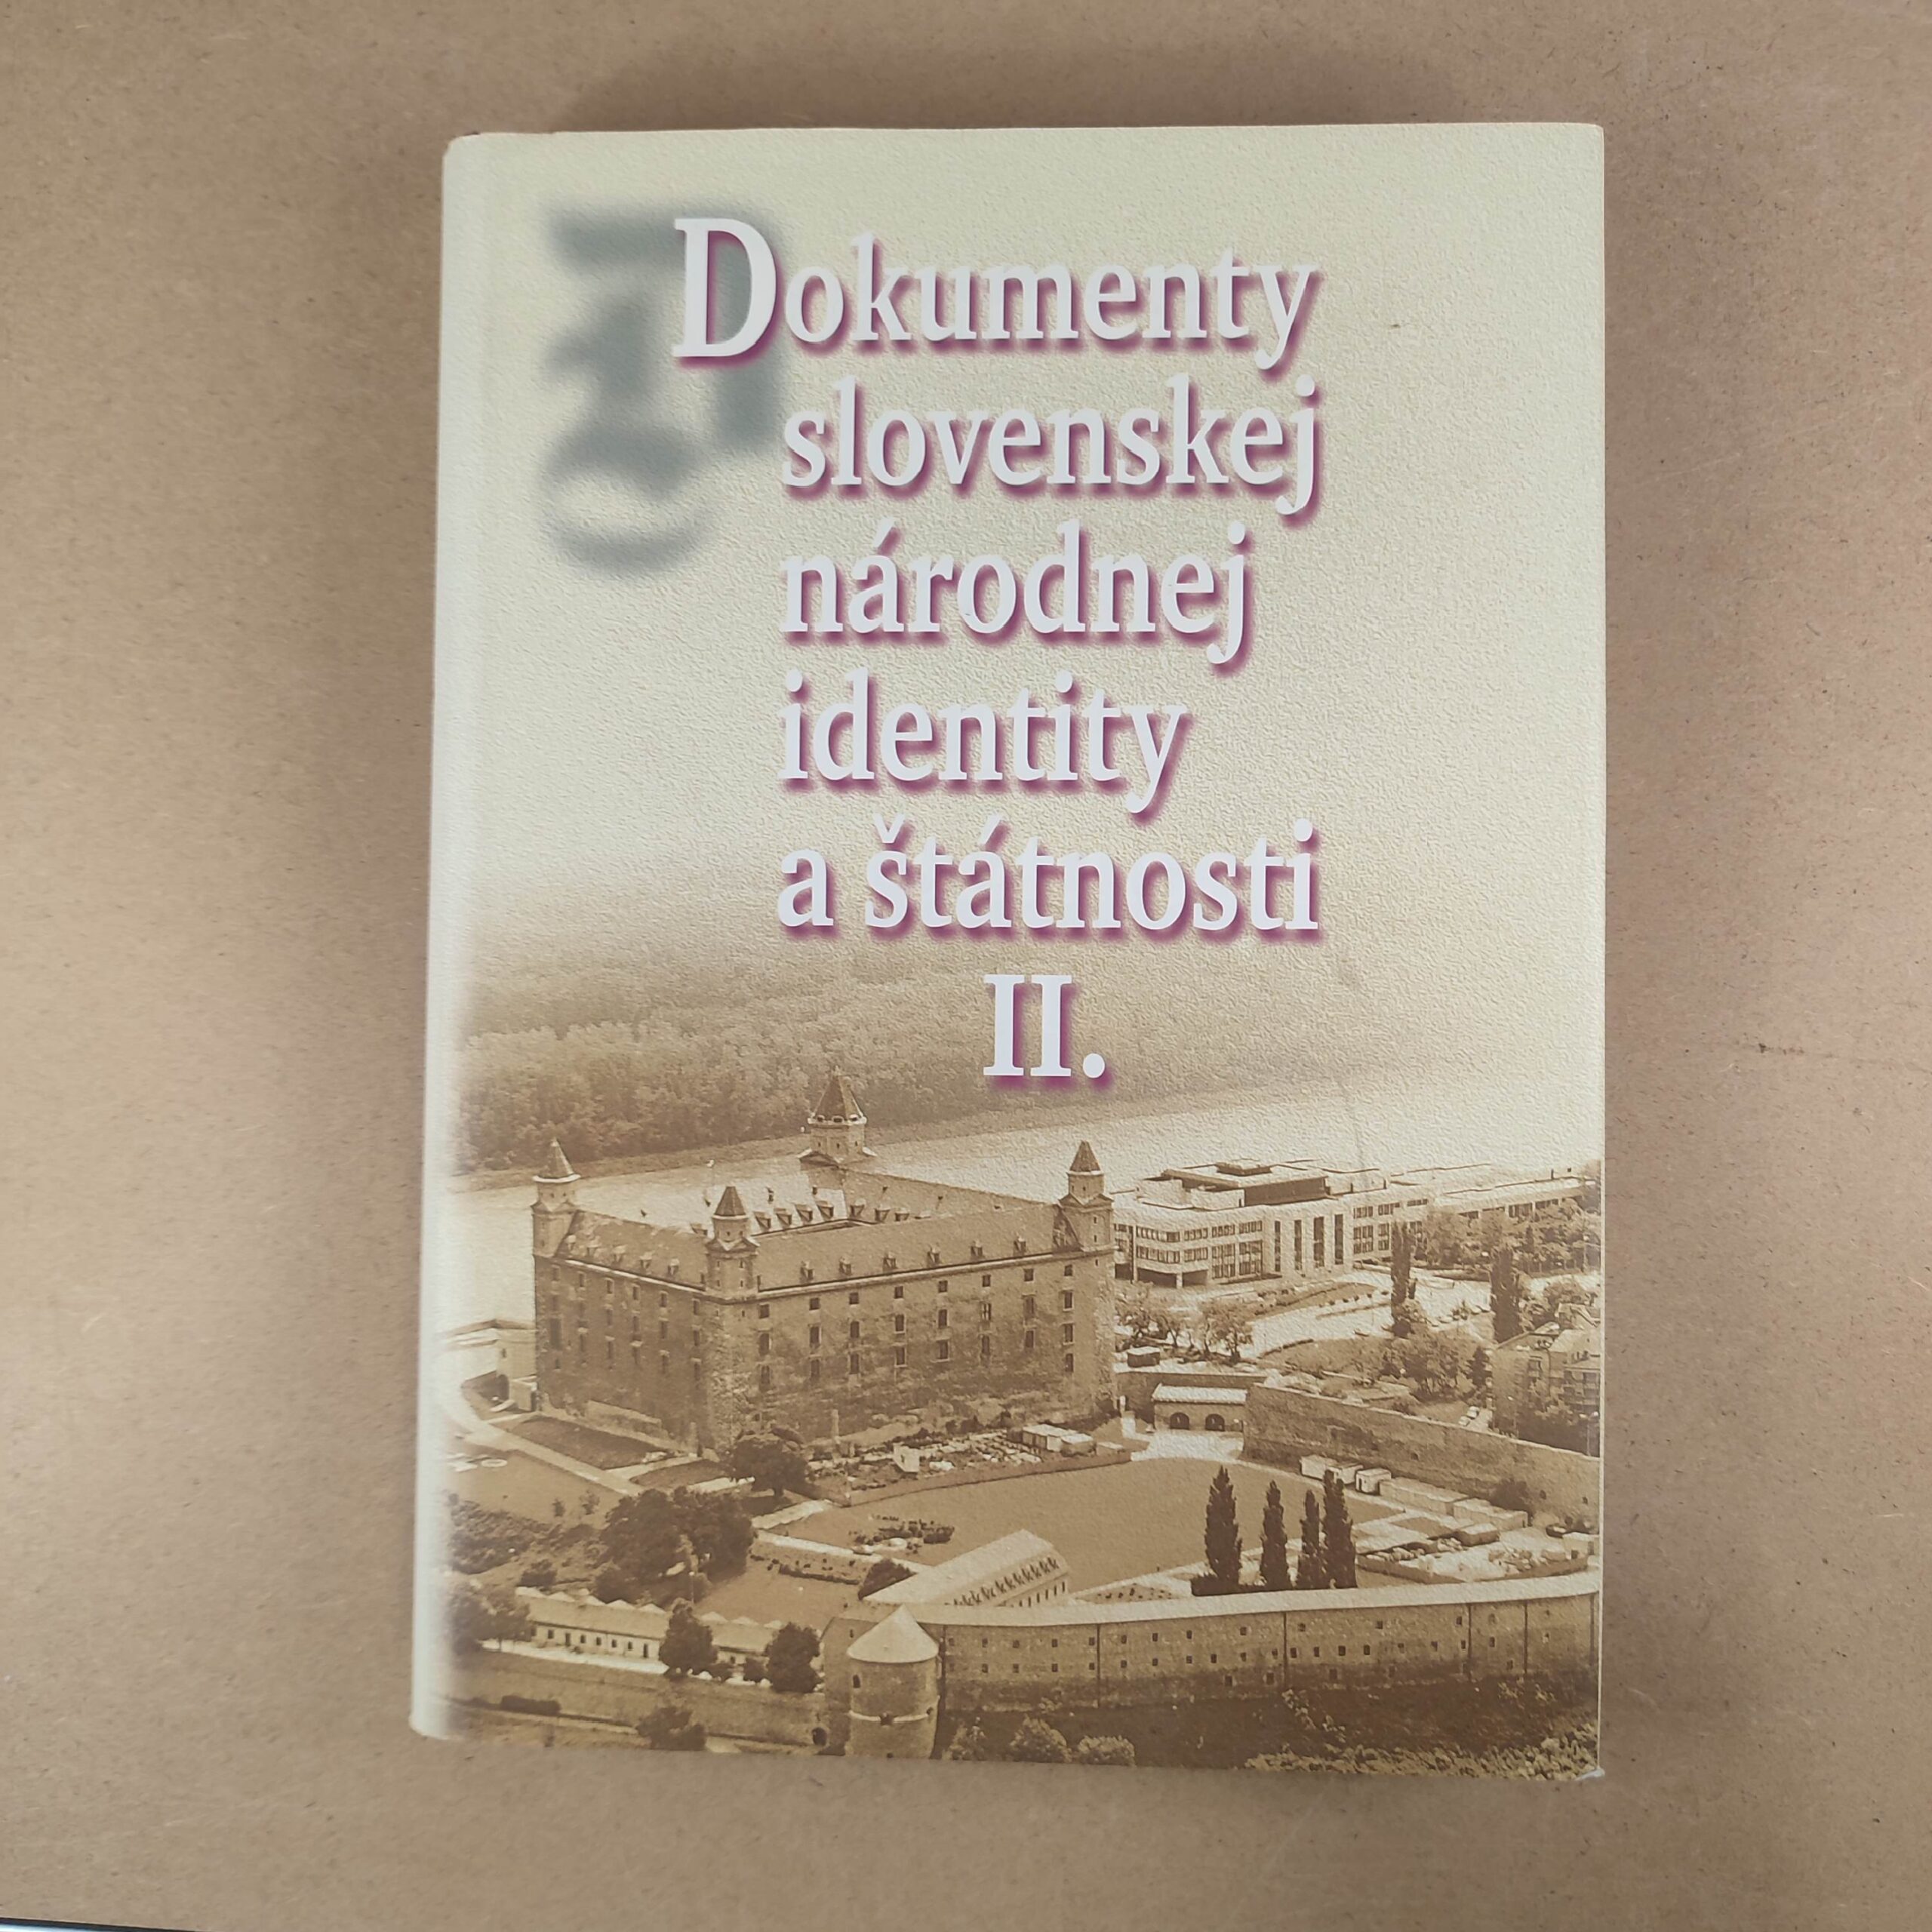 Dokumenty
slovenskej
národnej
identity
a štátnosti
II.